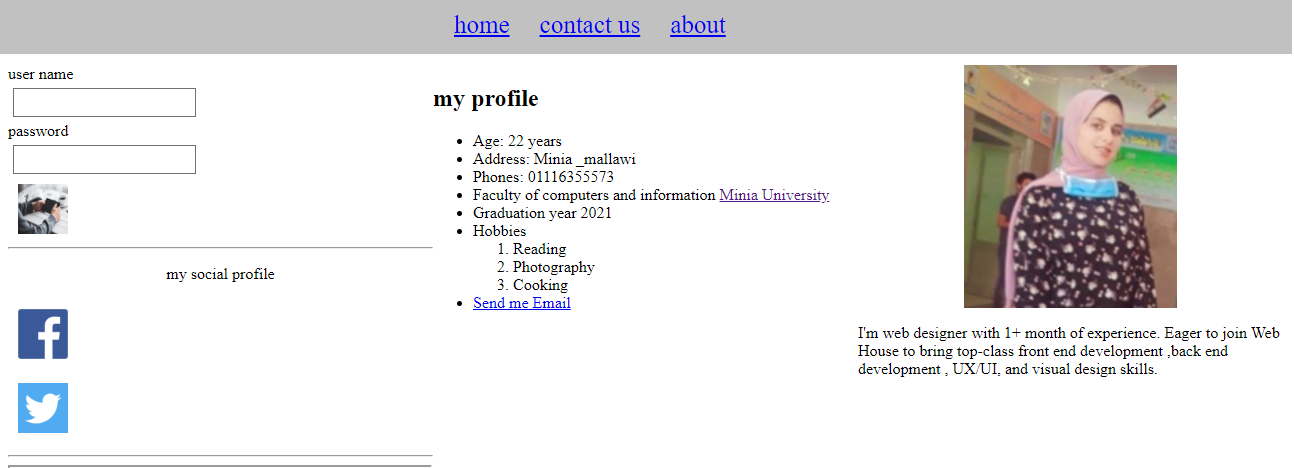 home contact us about
user name
password
my social profile
my profile
Age: 22 years
Address: Minia _mallawi
Phones: 01116355573
Faculty of computers and information Minia University
Graduation year 2021
Hobbies
1. Reading
2. Photography
3. Cooking
Send me Email
I'm web designer with 1+ month of experience. Eager to join Web
House to bring top-class front end development ,back end
development , UX/UI, and visual design skills.